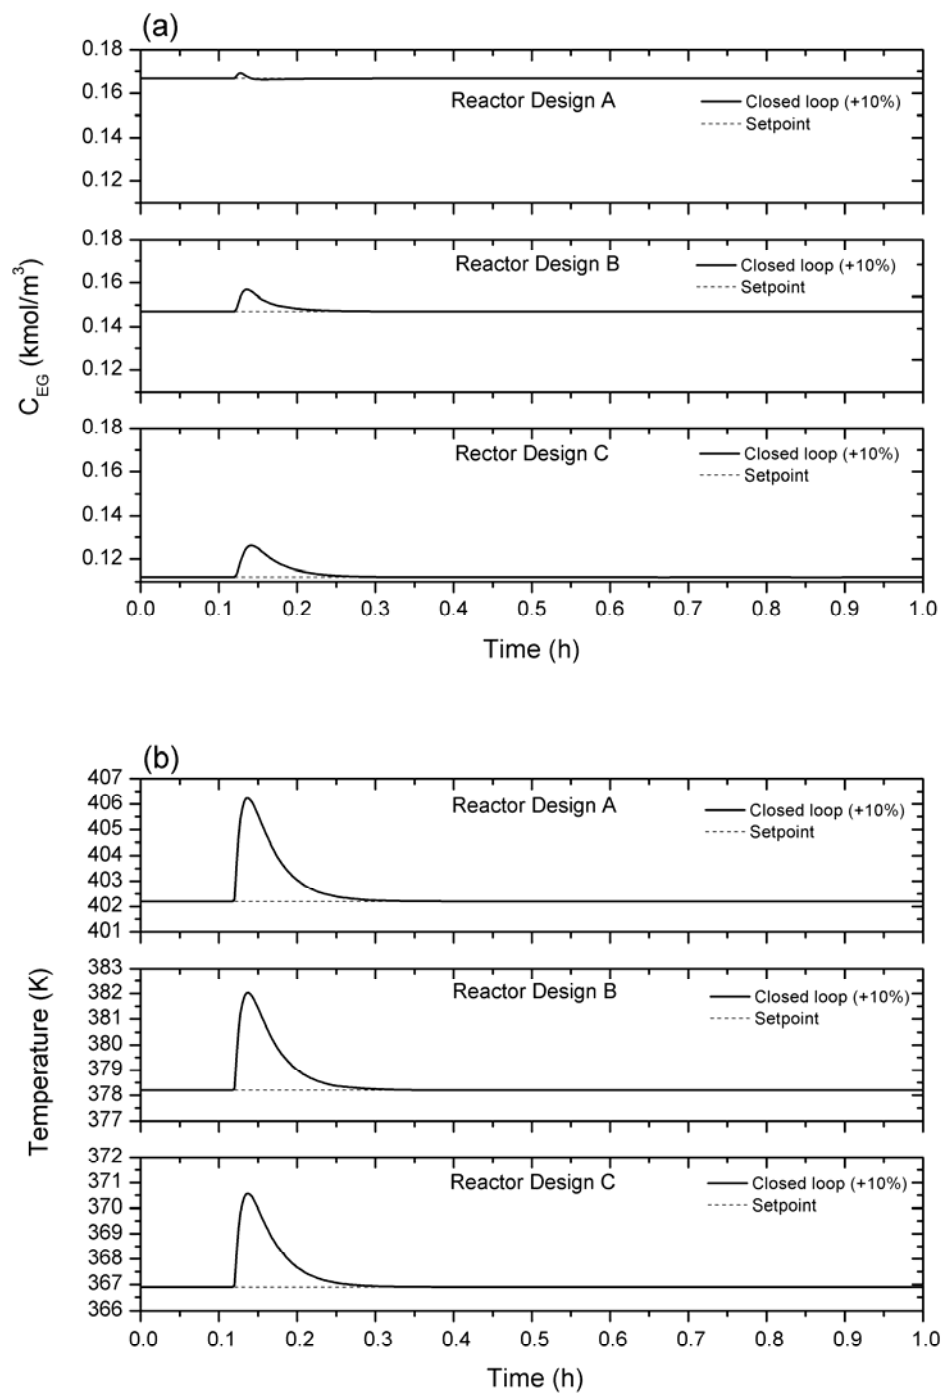 (a)
C_EG (kmol/m³)
0.18
0.16
0.14
0.12
Reactor Design A
Closed loop (+10%)
Setpoint
0.18
0.16
0.14
0.12
Reactor Design B
Closed loop (+10%)
Setpoint
0.18
0.16
0.14
0.12
Rector Design C
Closed loop (+10%)
Setpoint
0.0 0.1 0.2 0.3 0.4 0.5 0.6 0.7 0.8 0.9 1.0
Time (h)
(b)
Temperature (K)
407
406
405
404
403
402
401
Reactor Design A
Closed loop (+10%)
Setpoint
383
382
381
380
379
378
377
Reactor Design B
Closed loop (+10%)
Setpoint
372
371
370
369
368
367
366
Reactor Design C
Closed loop (+10%)
Setpoint
0.0 0.1 0.2 0.3 0.4 0.5 0.6 0.7 0.8 0.9 1.0
Time (h)